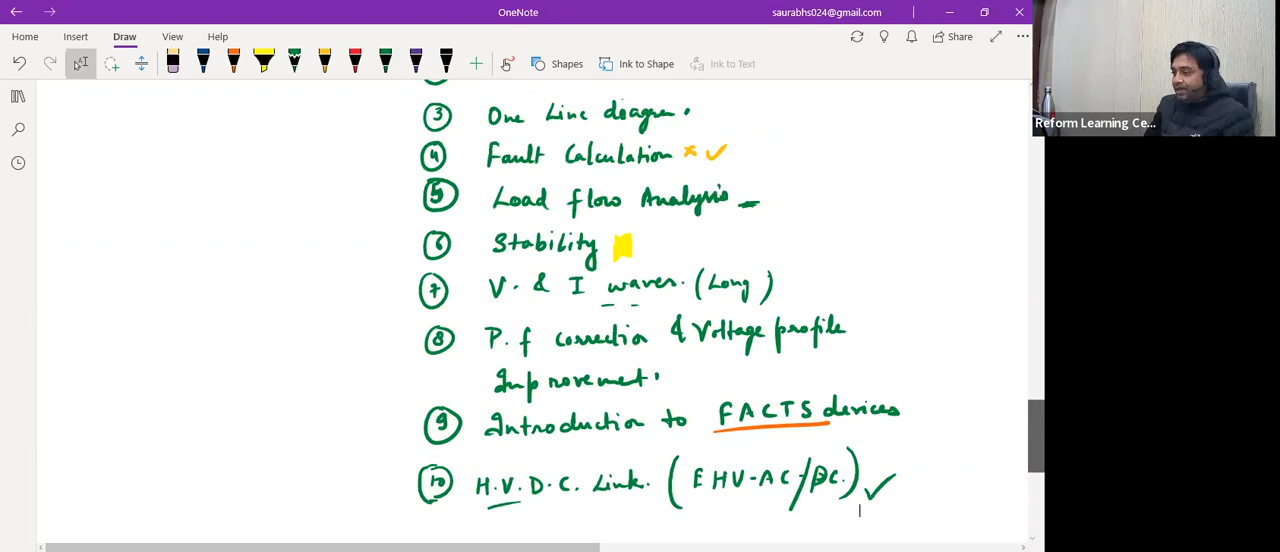 OneNote
saurabhs024@gmail.com
Home Insert Draw View Help
Share
Shapes Ink to Shape Ink to Text
③ One Line diagram.
④ Fault Calculation × ✓
⑤ Load flow Analysis -
⑥ Stability
⑦ V. & I waves. (Long)
⑧ P.f correction & Voltage profile
Improvement.
⑨ Introduction to FACTS devices
⑩ H.V.D.C. Link. (EHV-AC/DC.) ✓
Reform Learning Ce...